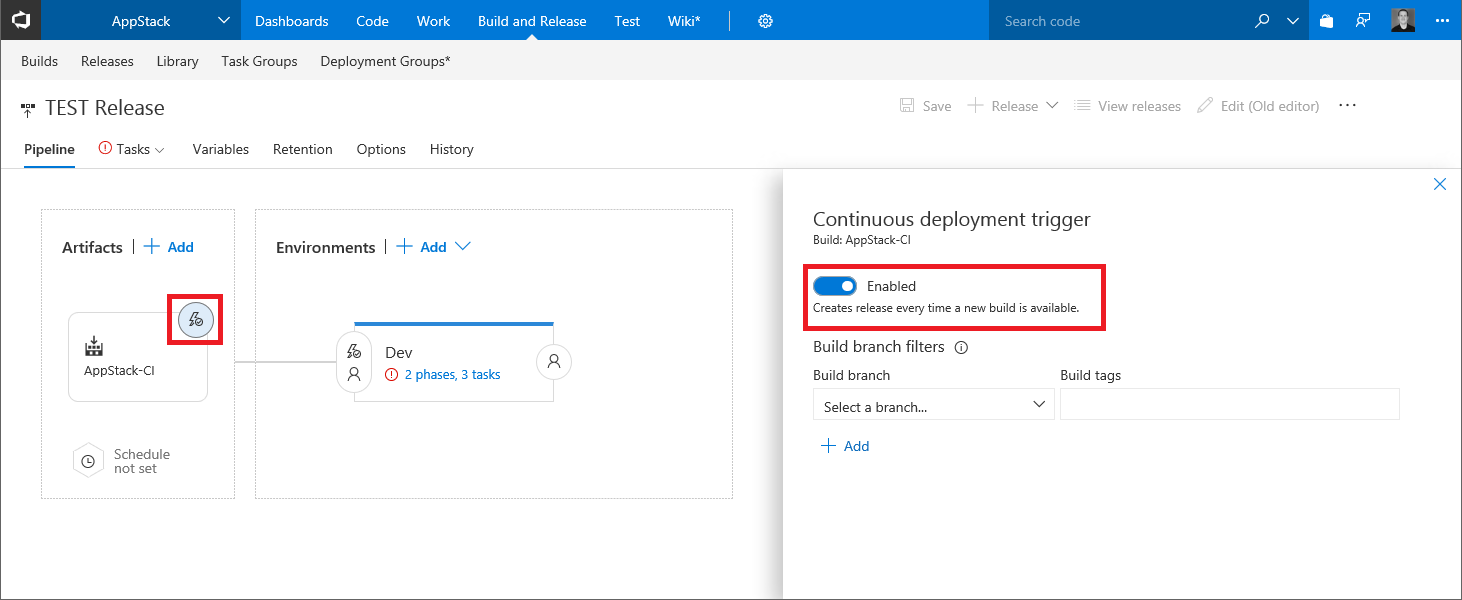 AppStack
Dashboards
Code
Work
Build and Release
Test
Wiki*
Search code
Builds
Releases
Library
Task Groups
Deployment Groups*
TEST Release
Save
Release
View releases
Edit (Old editor)
Pipeline
Tasks
Variables
Retention
Options
History
Artifacts
Add
AppStack-CI
Schedule
not set
Environments
Add
Dev
2 phases, 3 tasks
Continuous deployment trigger
Build: AppStack-CI
Enabled
Creates release every time a new build is available.
Build branch filters
Build branch
Build tags
Select a branch...
Add